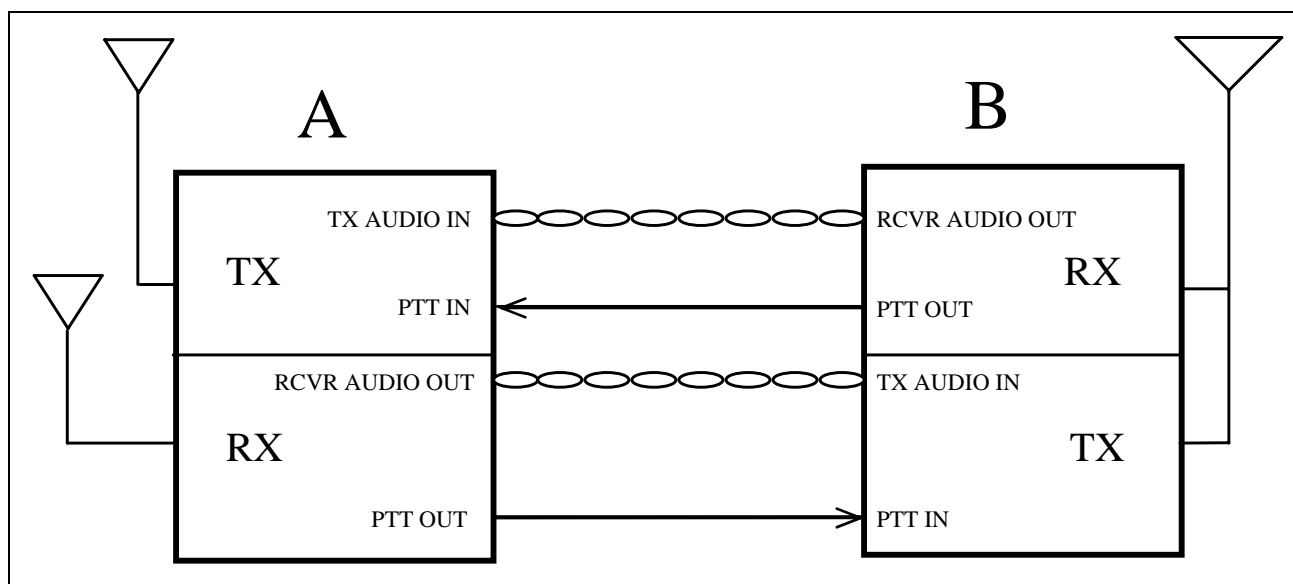 A
B
TX AUDIO IN
RCVR AUDIO OUT
TX
RX
PTT IN
PTT OUT
RCVR AUDIO OUT
TX AUDIO IN
RX
TX
PTT OUT
PTT IN